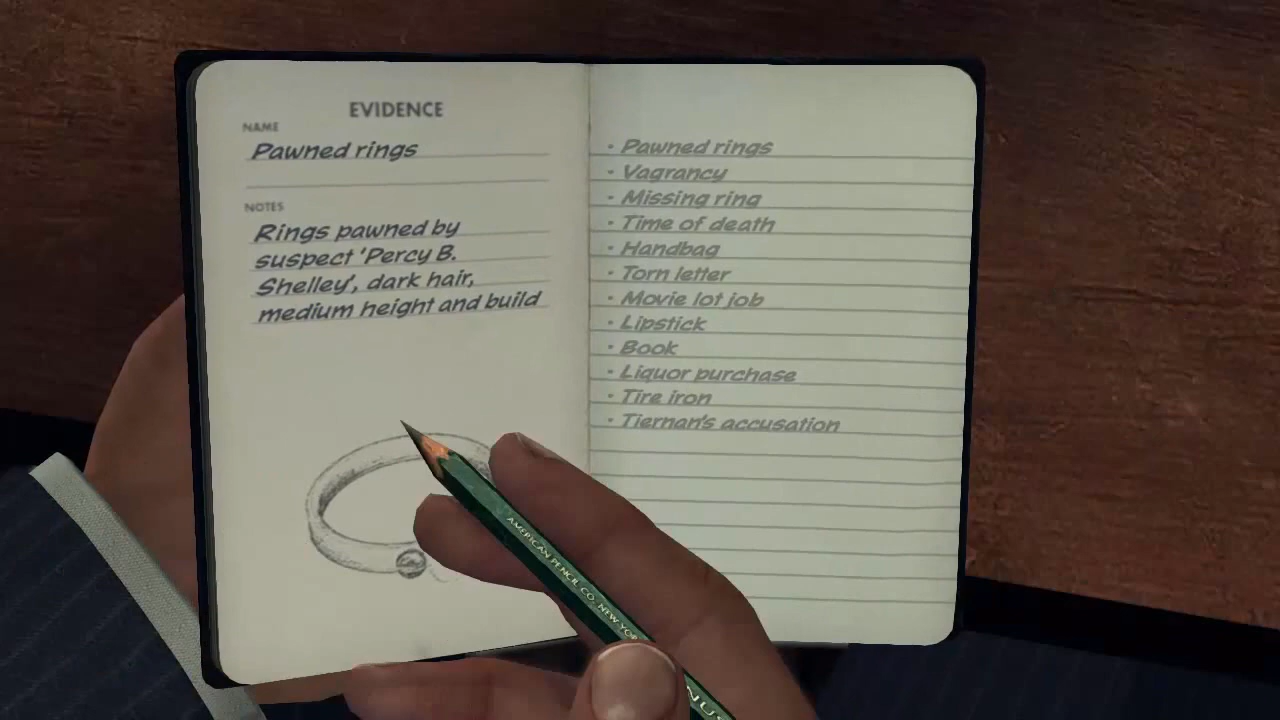 EVIDENCE
NAME
Pawned rings
NOTES
Rings pawned by
suspect 'Percy B.
Shelley', dark hair,
medium height and build
• Pawned rings
• Vagrancy
• Missing ring
• Time of death
• Handbag
• Torn letter
• Movie lot job
• Lipstick
• Book
• Liquor purchase
• Tire iron
• Tiernan's accusation
AMERICAN PENCIL CO. NEW YORK